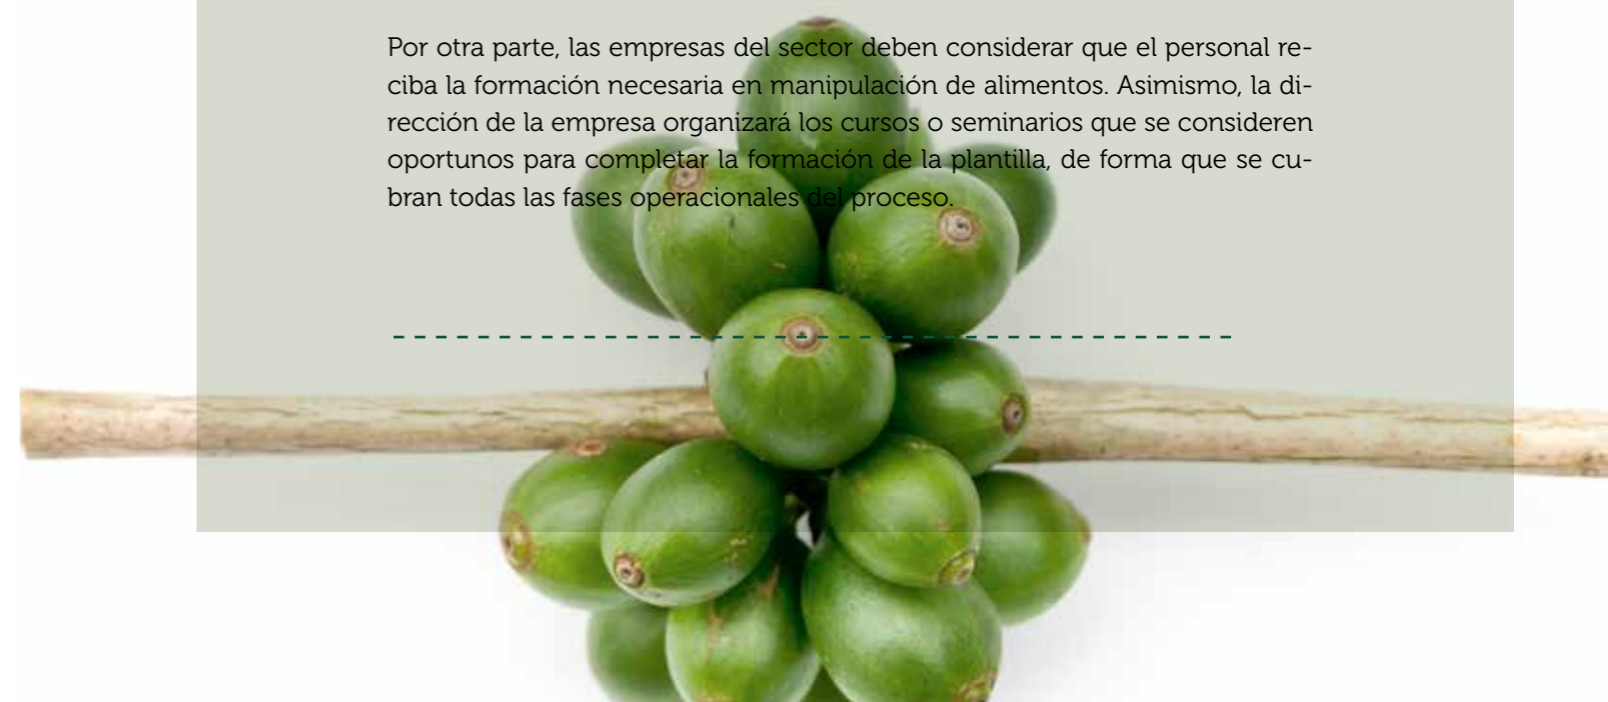 Por otra parte, las empresas del sector deben considerar que el personal re-
ciba la formación necesaria en manipulación de alimentos. Asimismo, la di-
rección de la empresa organizará los cursos o seminarios que se consideren
oportunos para completar la formación de la plantilla, de forma que se cu-
bran todas las fases operacionales del proceso.